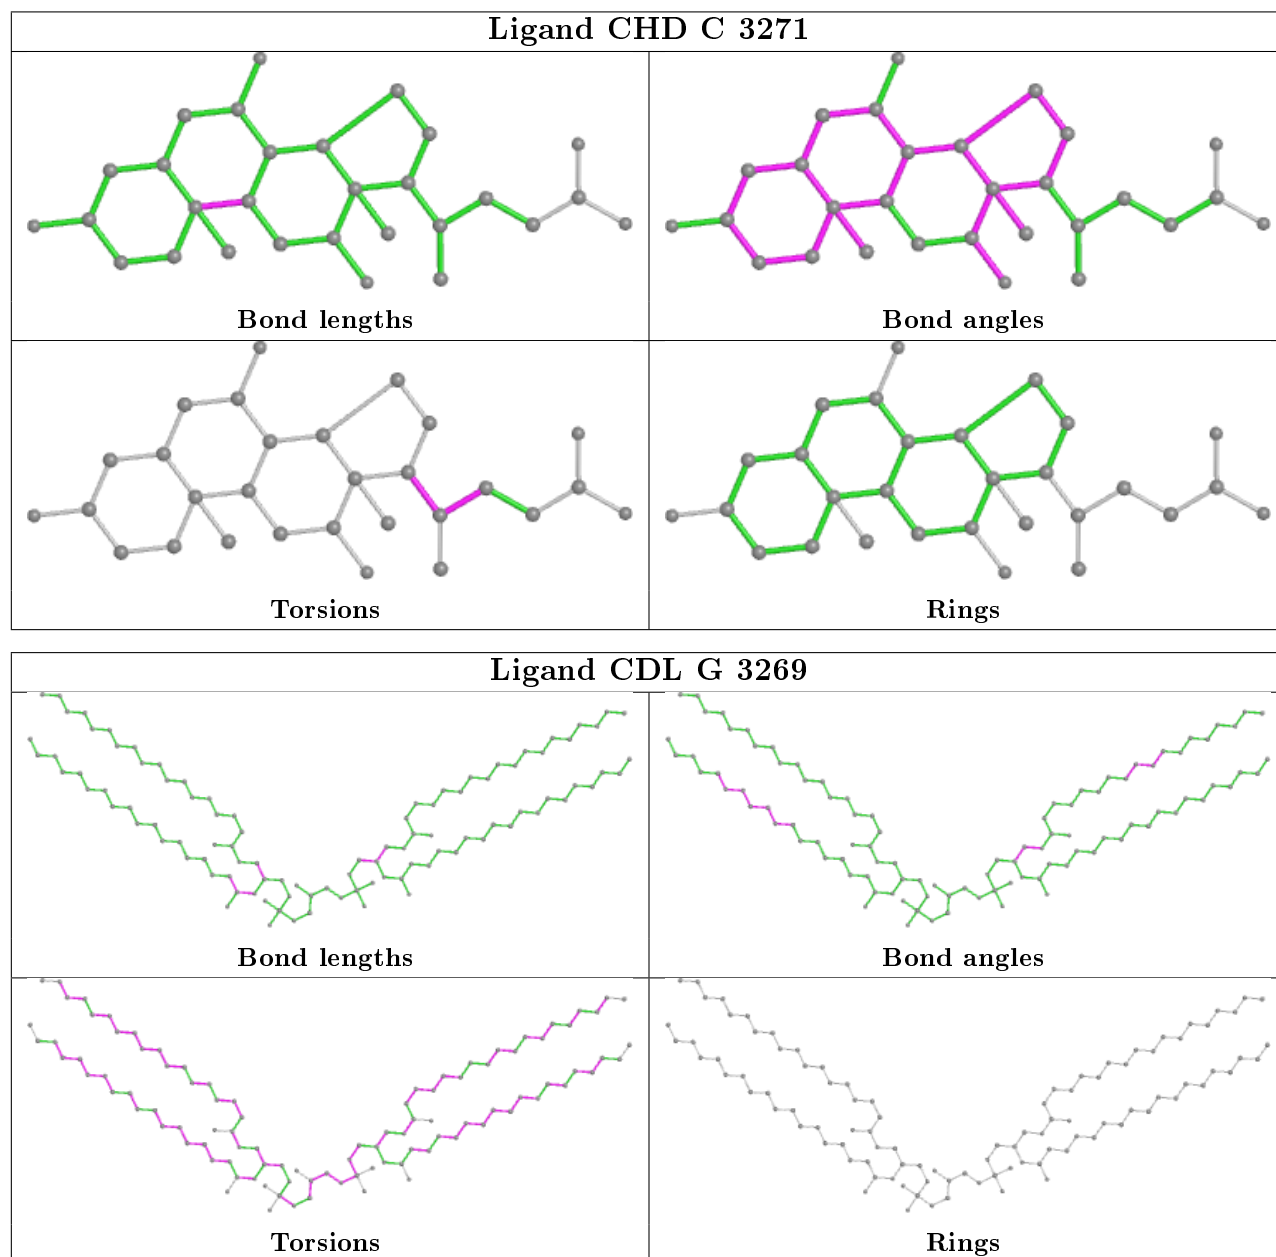 Ligand CHD C 3271
Bond lengths
Bond angles
Torsions
Rings
Ligand CDL G 3269
Bond lengths
Bond angles
Torsions
Rings